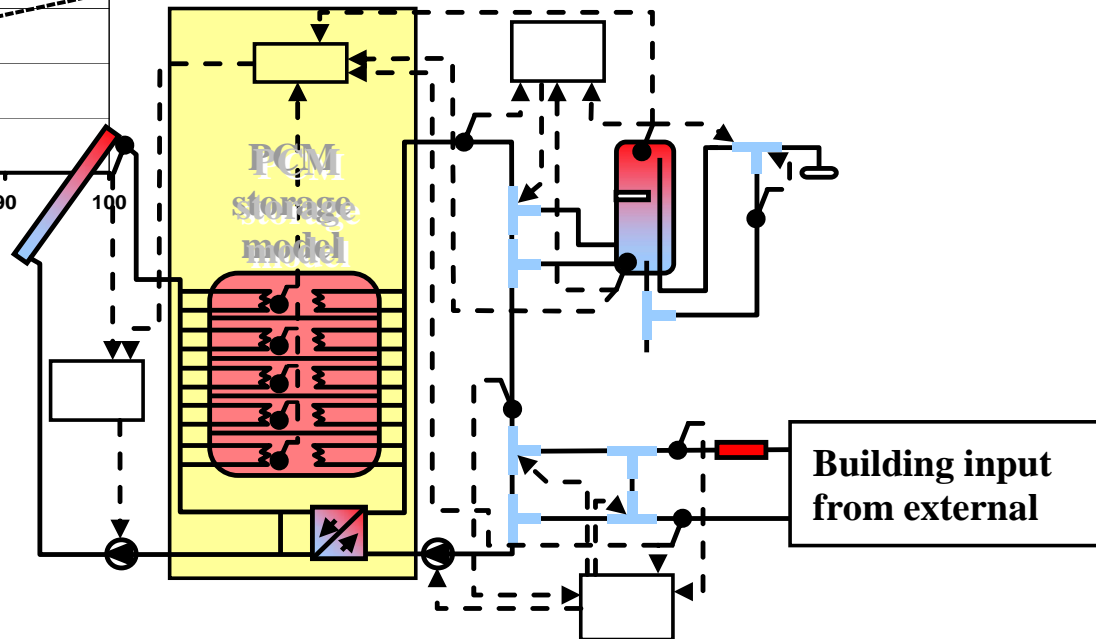 PCM
storage
model
90
100
Building input
from external